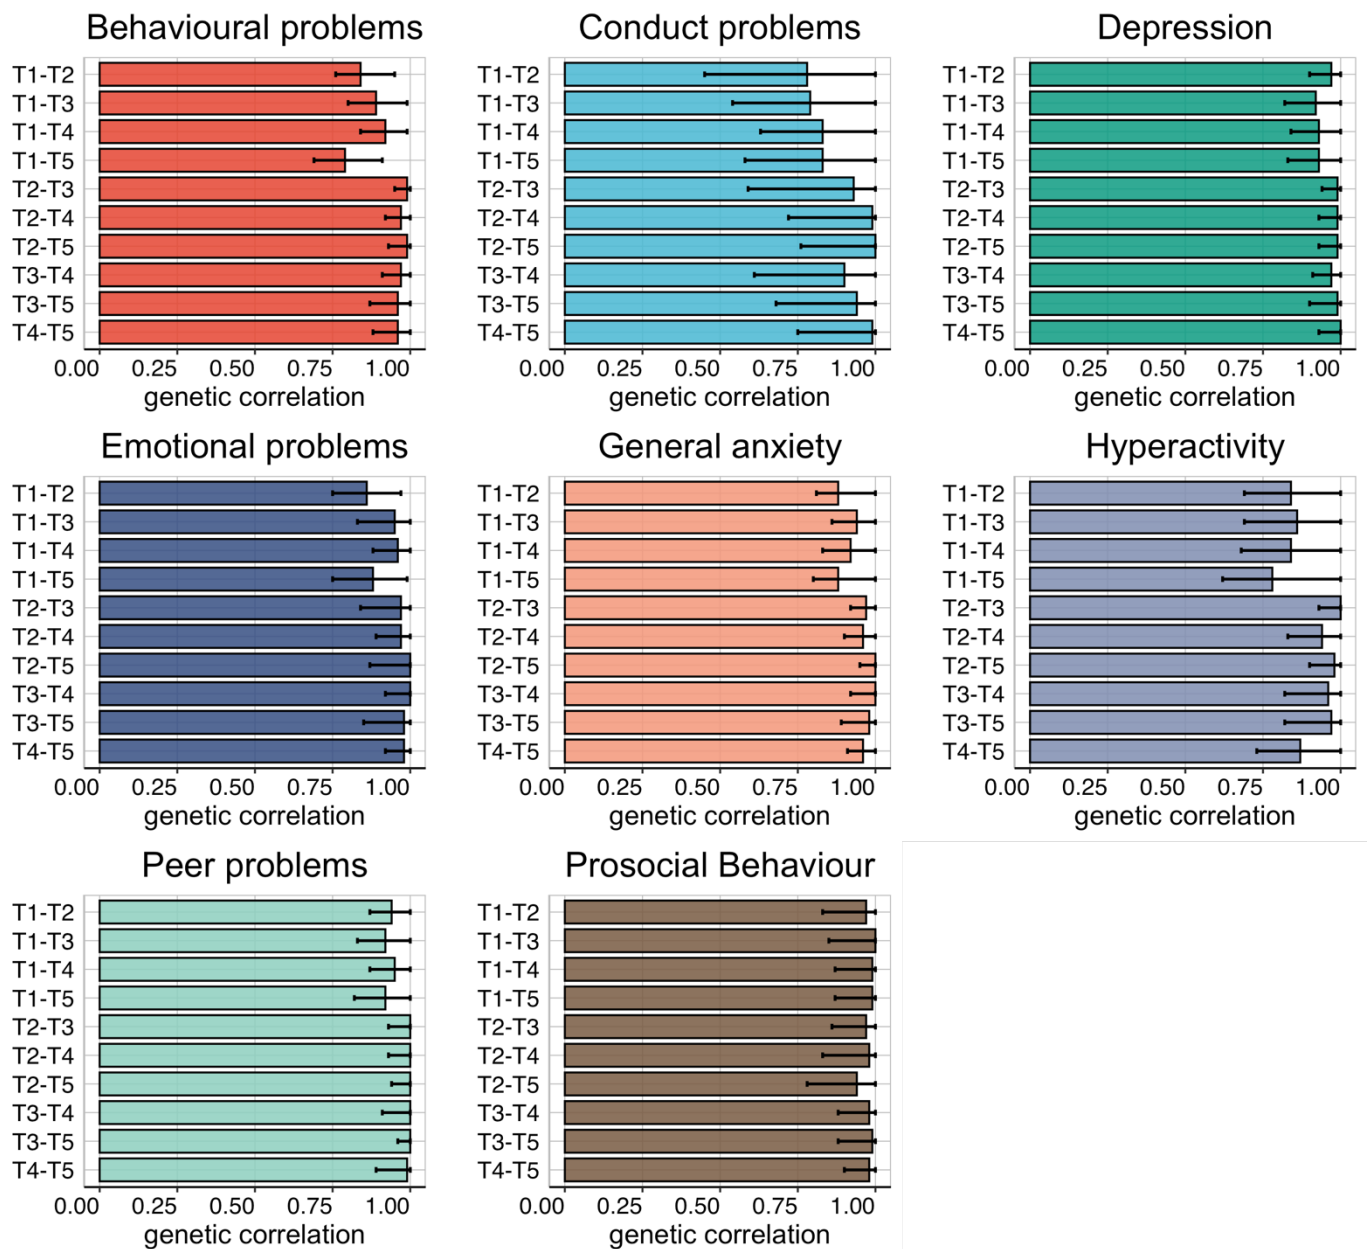 Behavioural problems
T1-T2
T1-T3
T1-T4
T1-T5
T2-T3
T2-T4
T2-T5
T3-T4
T3-T5
T4-T5
0.00 0.25 0.50 0.75 1.00
genetic correlation
Conduct problems
T1-T2
T1-T3
T1-T4
T1-T5
T2-T3
T2-T4
T2-T5
T3-T4
T3-T5
T4-T5
0.00 0.25 0.50 0.75 1.00
genetic correlation
Depression
T1-T2
T1-T3
T1-T4
T1-T5
T2-T3
T2-T4
T2-T5
T3-T4
T3-T5
T4-T5
0.00 0.25 0.50 0.75 1.00
genetic correlation
Emotional problems
T1-T2
T1-T3
T1-T4
T1-T5
T2-T3
T2-T4
T2-T5
T3-T4
T3-T5
T4-T5
0.00 0.25 0.50 0.75 1.00
genetic correlation
General anxiety
T1-T2
T1-T3
T1-T4
T1-T5
T2-T3
T2-T4
T2-T5
T3-T4
T3-T5
T4-T5
0.00 0.25 0.50 0.75 1.00
genetic correlation
Hyperactivity
T1-T2
T1-T3
T1-T4
T1-T5
T2-T3
T2-T4
T2-T5
T3-T4
T3-T5
T4-T5
0.00 0.25 0.50 0.75 1.00
genetic correlation
Peer problems
T1-T2
T1-T3
T1-T4
T1-T5
T2-T3
T2-T4
T2-T5
T3-T4
T3-T5
T4-T5
0.00 0.25 0.50 0.75 1.00
genetic correlation
Prosocial Behaviour
T1-T2
T1-T3
T1-T4
T1-T5
T2-T3
T2-T4
T2-T5
T3-T4
T3-T5
T4-T5
0.00 0.25 0.50 0.75 1.00
genetic correlation